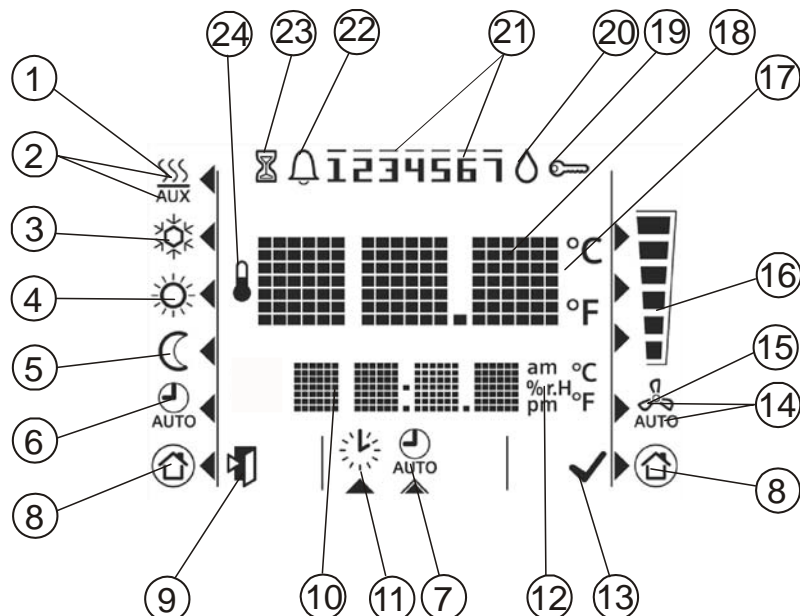 24 23 22 21 20 19 18
1 17
1234567
2 AUX
°C
3
°F
4 16
am °C
5 %r.H
pm °F
15
6 AUTO AUTO 14
AUTO
8 8
9 10 11 7 12 13